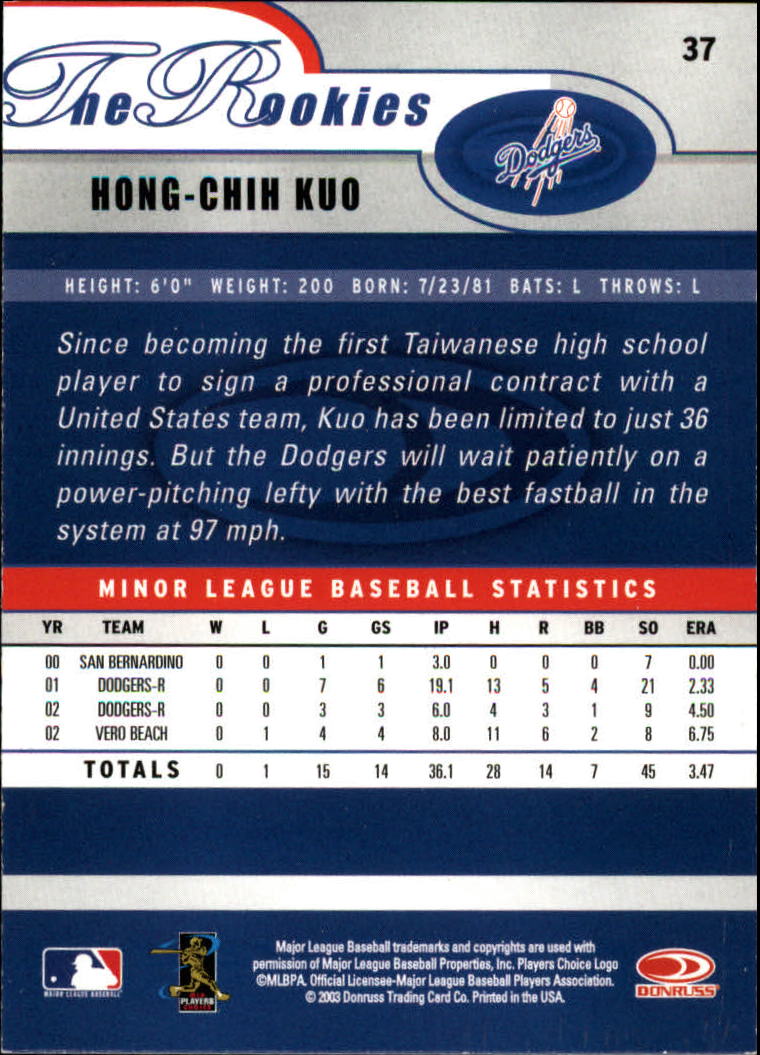 37
The Rookies
Dodgers
HONG-CHIH KUO
HEIGHT: 6'0" WEIGHT: 200 BORN: 7/23/81 BATS: L THROWS: L
Since becoming the first Taiwanese high school
player to sign a professional contract with a
United States team, Kuo has been limited to just 36
innings. But the Dodgers will wait patiently on a
power-pitching lefty with the best fastball in the
system at 97 mph.
MINOR LEAGUE BASEBALL STATISTICS
YR TEAM W L G GS IP H R BB SO ERA
00 SAN BERNARDINO 0 0 1 1 3.0 0 0 0 7 0.00
01 DODGERS-R 0 0 7 6 19.1 13 5 4 21 2.33
02 DODGERS-R 0 0 3 3 6.0 4 3 1 9 4.50
02 VERO BEACH 0 1 4 4 8.0 11 6 2 8 6.75
TOTALS 0 1 15 14 36.1 28 14 7 45 3.47
Major League Baseball trademarks and copyrights are used with
permission of Major League Baseball Properties, Inc. Players Choice Logo
©MLBPA. Official Licensee-Major League Baseball Players Association.
© 2003 Donruss Trading Card Co. Printed in the USA.
MAJOR LEAGUE BASEBALL
PLAYERS
CHOICE
DONRUSS